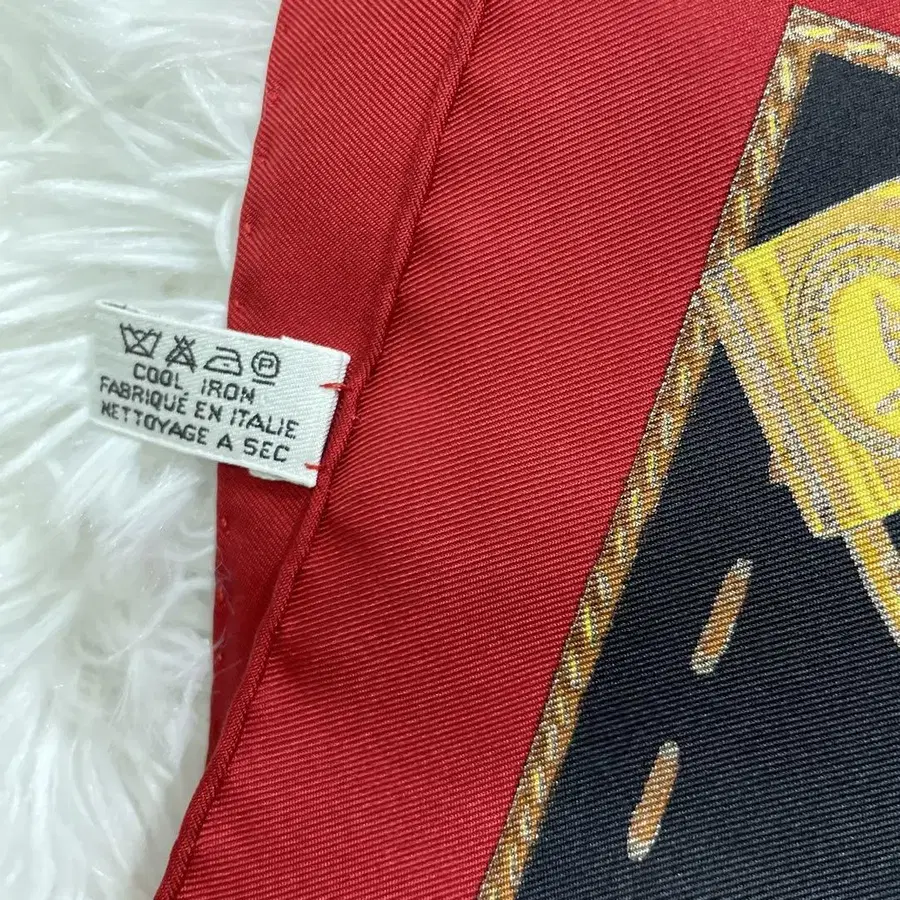 P
COOL IRON
FABRIQUÉ EN ITALIE
NETTOYAGE A SEC